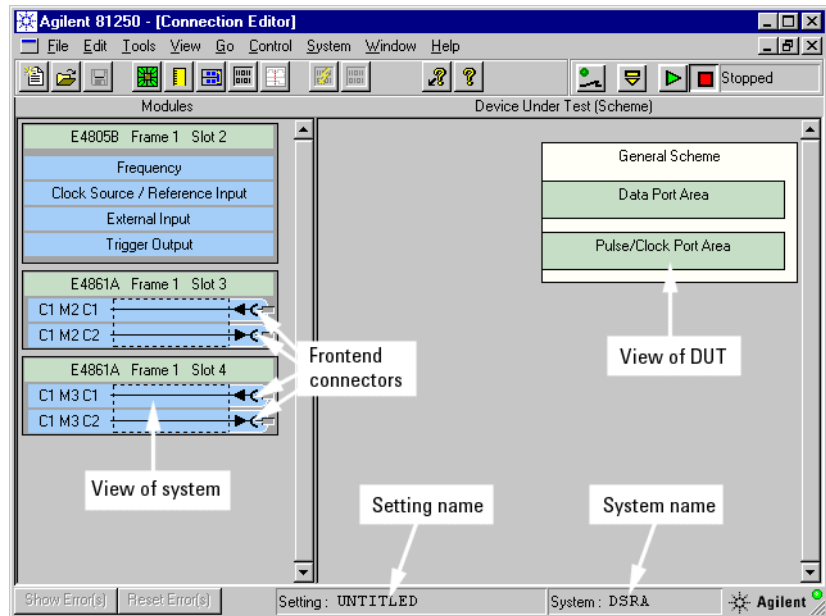 Agilent 81250 - [Connection Editor]
File Edit Tools View Go Control System Window Help
Stopped
Modules
Device Under Test (Scheme)
E4805B Frame 1 Slot 2
Frequency
Clock Source / Reference Input
External Input
Trigger Output
E4861A Frame 1 Slot 3
C1 M2 C1
C1 M2 C2
E4861A Frame 1 Slot 4
C1 M3 C1
C1 M3 C2
General Scheme
Data Port Area
Pulse/Clock Port Area
Frontend
connectors
View of DUT
View of system
Setting name
System name
Show Error(s) Reset Error(s) Setting : UNTITLED System : DSRA Agilent